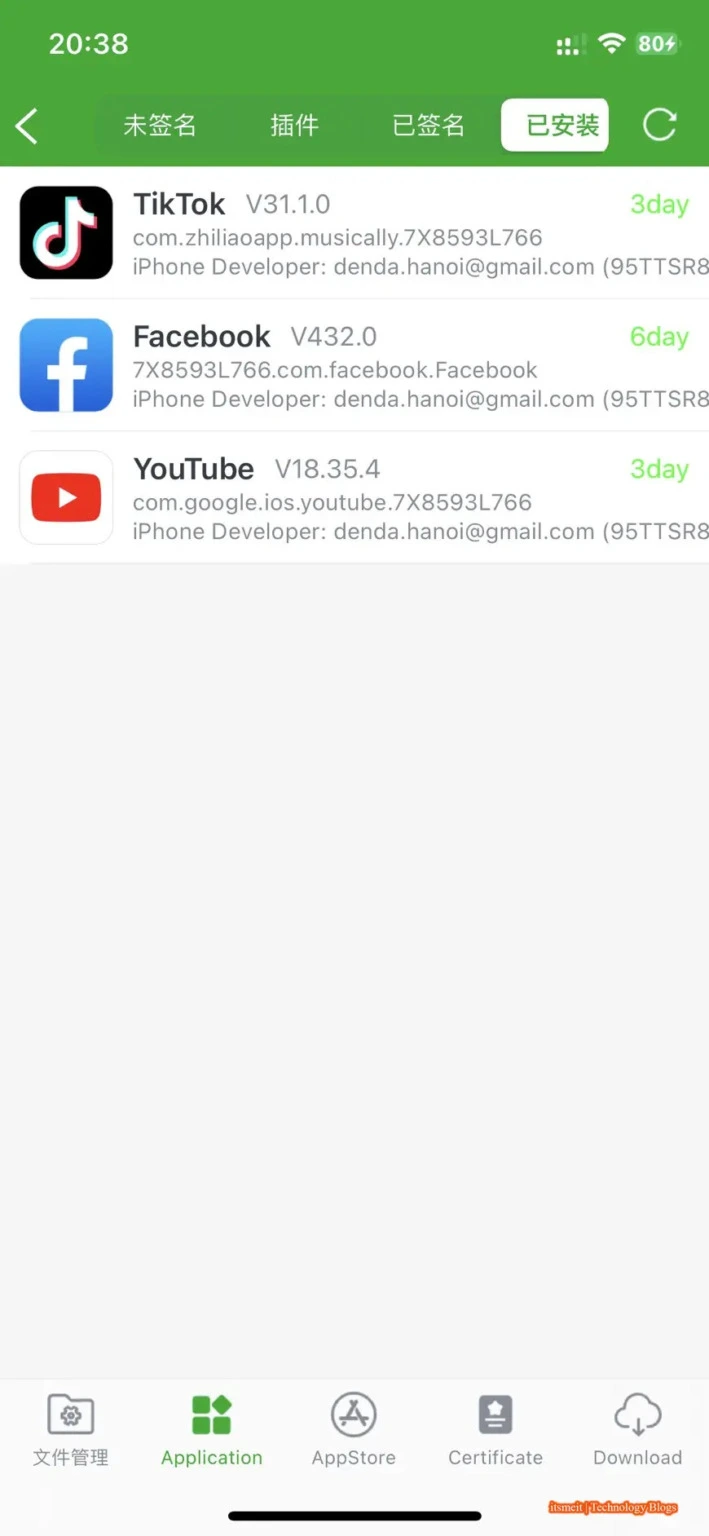 20:38
80
未签名 插件 已签名 已安装
TikTok V31.1.0 3day
com.zhiliaoapp.musically.7X8593L766
iPhone Developer: denda.hanoi@gmail.com (95TTSR8
Facebook V432.0 6day
7X8593L766.com.facebook.Facebook
iPhone Developer: denda.hanoi@gmail.com (95TTSR8
YouTube V18.35.4 3day
com.google.ios.youtube.7X8593L766
iPhone Developer: denda.hanoi@gmail.com (95TTSR8
文件管理 Application AppStore Certificate Download
itsmeit | Technology Blogs